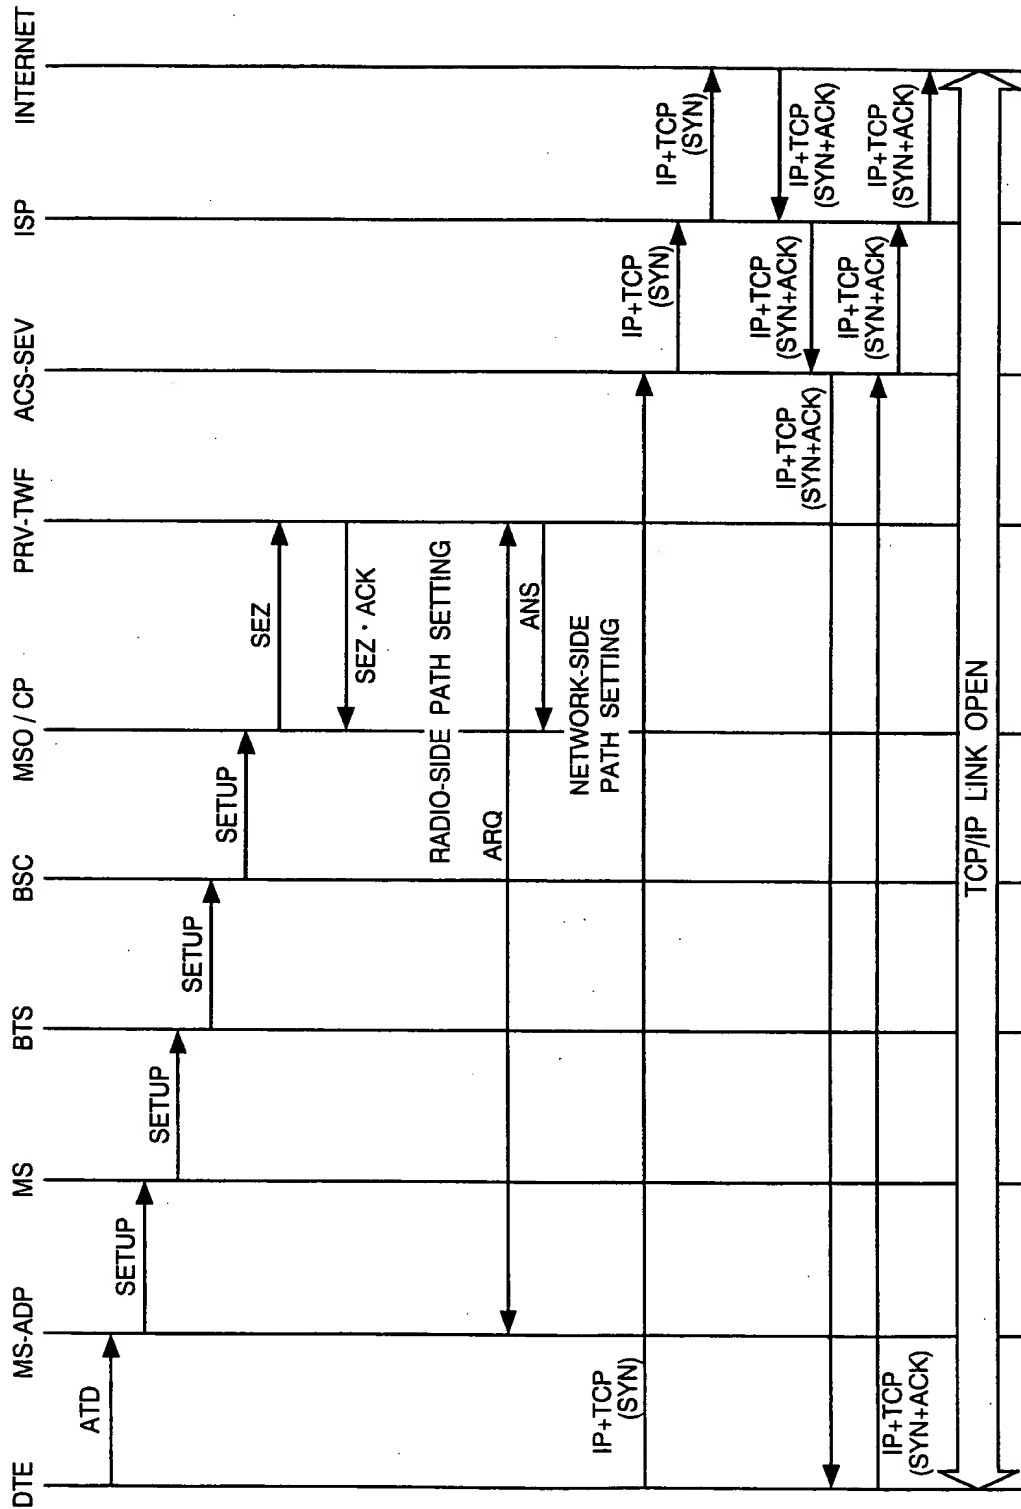 DTE
MS-ADP
MS
BTS
BSC
MSO / CP
PRV-TWF
ACS-SEV
ISP
INTERNET
ATD
SETUP
SETUP
SETUP
SETUP
SEZ
SEZ · ACK
RADIO-SIDE PATH SETTING
ARQ
ANS
NETWORK-SIDE
PATH SETTING
IP+TCP
(SYN)
IP+TCP
(SYN)
IP+TCP
(SYN)
IP+TCP
(SYN+ACK)
IP+TCP
(SYN+ACK)
IP+TCP
(SYN+ACK)
IP+TCP
(SYN+ACK)
IP+TCP
(SYN+ACK)
IP+TCP
(SYN+ACK)
TCP/IP LINK OPEN